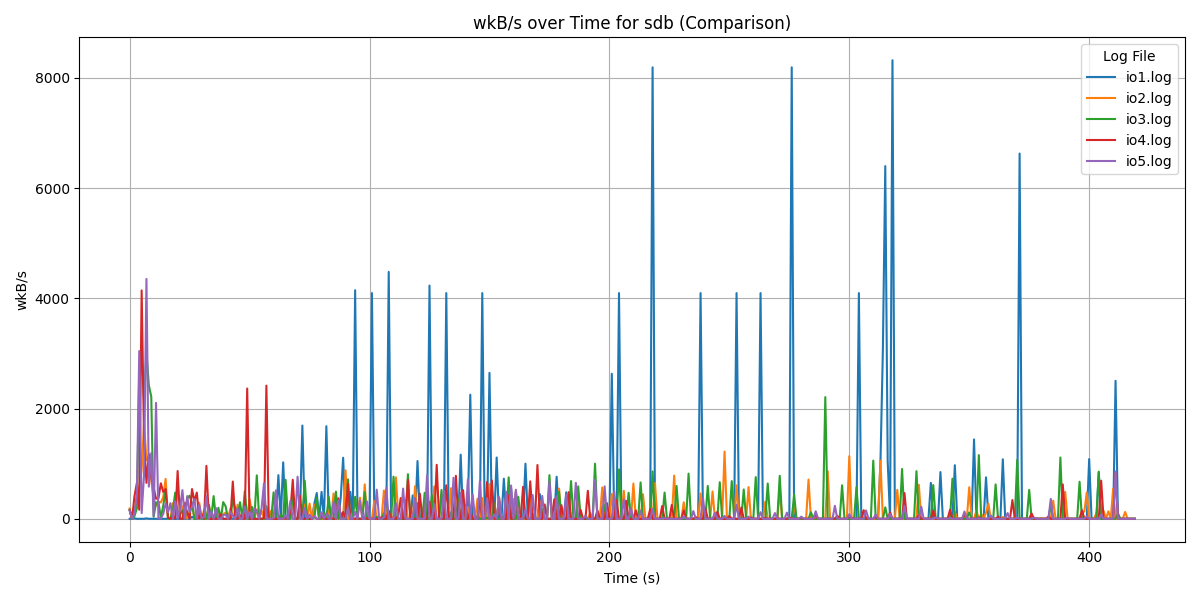 wkB/s over Time for sdb (Comparison)
Log File
io1.log
io2.log
io3.log
io4.log
io5.log
wkB/s
8000
6000
4000
2000
0
0 100 200 300 400
Time (s)